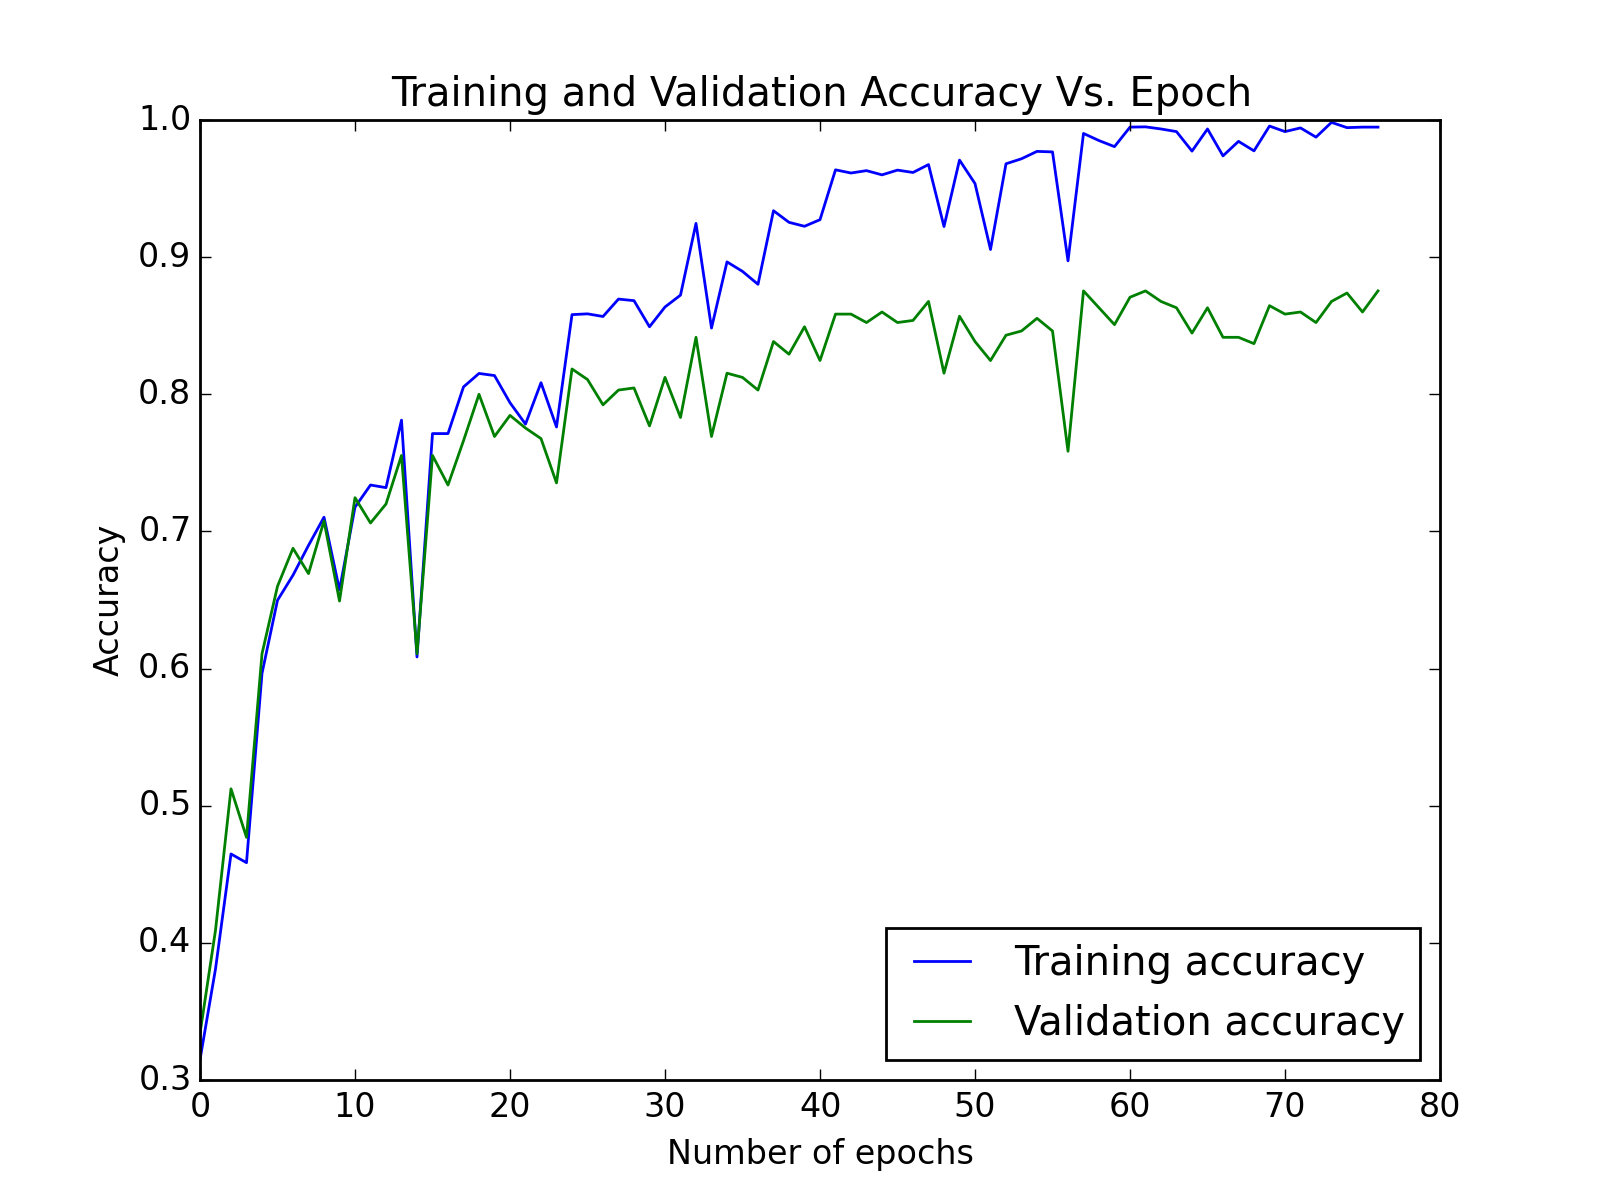 Training and Validation Accuracy Vs. Epoch
1.0
0.9
0.8
0.7
0.6
0.5
0.4
0.3
Accuracy
Training accuracy
Validation accuracy
0 10 20 30 40 50 60 70 80
Number of epochs